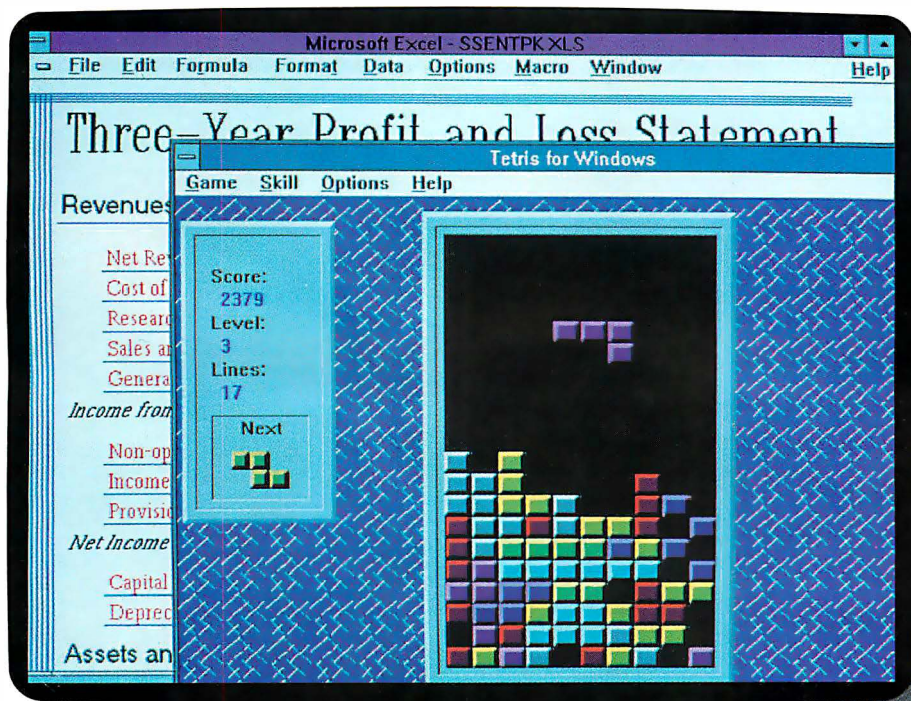 Microsoft Excel - SSENTPK.XLS
File Edit Formula Format Data Options Macro Window Help
Three-Year Profit and Loss Statement
Tetris for Windows
Game Skill Options Help
Revenues
Net Rev
Cost of
Researc
Sales an
Genera
Income from
Non-op
Income
Provisio
Net Income
Capital
Deprec
Assets an
Score:
2379
Level:
3
Lines:
17
Next